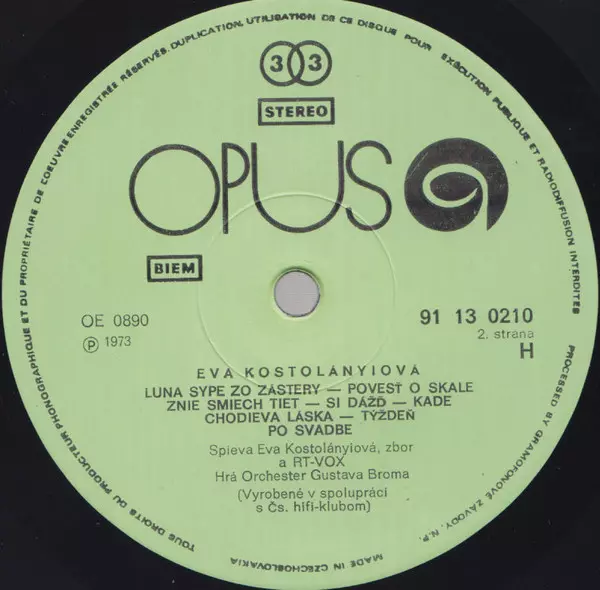 TOUS DROITS DU PRODUCTEUR PHONOGRAPHIQUE ET DU PROPRIÉTAIRE DE L'OEUVRE ENREGISTRÉE RÉSERVÉS. DUPLICATION, UTILISATION DE CE DISQUE POUR EXÉCUTION PUBLIQUE ET RADIODIFFUSION INTERDITES
33
STEREO
OPUS
BIEM
OE 0890
℗ 1973
91 13 0210
2. strana
H
EVA KOSTOLÁNYIOVÁ
LUNA SYPE ZO ZÁSTERY — POVESŤ O SKALE
ZNIE SMIECH TIET — SI DÁŽĎ — KADE
CHODIEVA LÁSKA — TÝŽDEŇ
PO SVADBE
Spieva Eva Kostolányiová, zbor
a RT-VOX
Hrá Orchester Gustava Broma
(Vyrobené v spolupráci
s Čs. hifi-klubom)
PROCESSED BY GRAMOFONOVÉ ZÁVODY, N.P.
MADE IN CZECHOSLOVAKIA